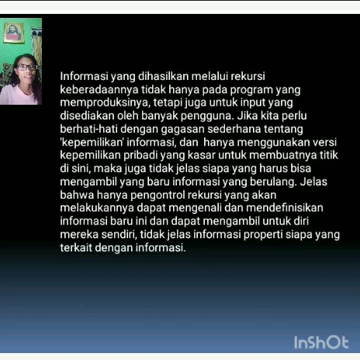 Informasi yang dihasilkan melalui rekursi
keberadaannya tidak hanya pada program yang
memproduksinya, tetapi juga untuk input yang
disediakan oleh banyak pengguna. Jika kita perlu
berhati-hati dengan gagasan sederhana tentang
'kepemilikan' informasi, dan hanya menggunakan versi
kepemilikan pribadi yang kasar untuk membuatnya titik
di sini, maka juga tidak jelas siapa yang harus bisa
mengambil yang baru informasi yang berulang. Jelas
bahwa hanya pengontrol rekursi yang akan
melakukannya dapat mengenali dan mendefinisikan
informasi baru ini dan dapat mengambil untuk diri
mereka sendiri, tidak jelas informasi properti siapa yang
terkait dengan informasi.
InShOt